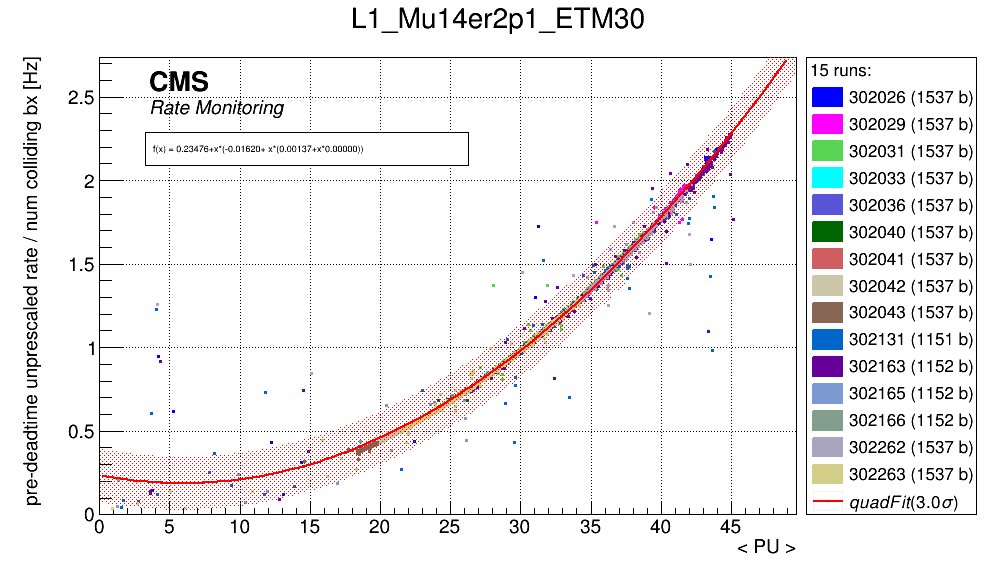 L1_Mu14er2p1_ETM30
pre-deadtime unprescaled rate / num colliding bx [Hz]
CMS
Rate Monitoring
f(x) = 0.23476+x*(-0.01620+ x*(0.00137+x*0.00000))
2.5
2
1.5
1
0.5
0
0 5 10 15 20 25 30 35 40 45
< PU >
15 runs:
302026 (1537 b)
302029 (1537 b)
302031 (1537 b)
302033 (1537 b)
302036 (1537 b)
302040 (1537 b)
302041 (1537 b)
302042 (1537 b)
302043 (1537 b)
302131 (1151 b)
302163 (1152 b)
302165 (1152 b)
302166 (1152 b)
302262 (1537 b)
302263 (1537 b)
quadFit(3.0σ)